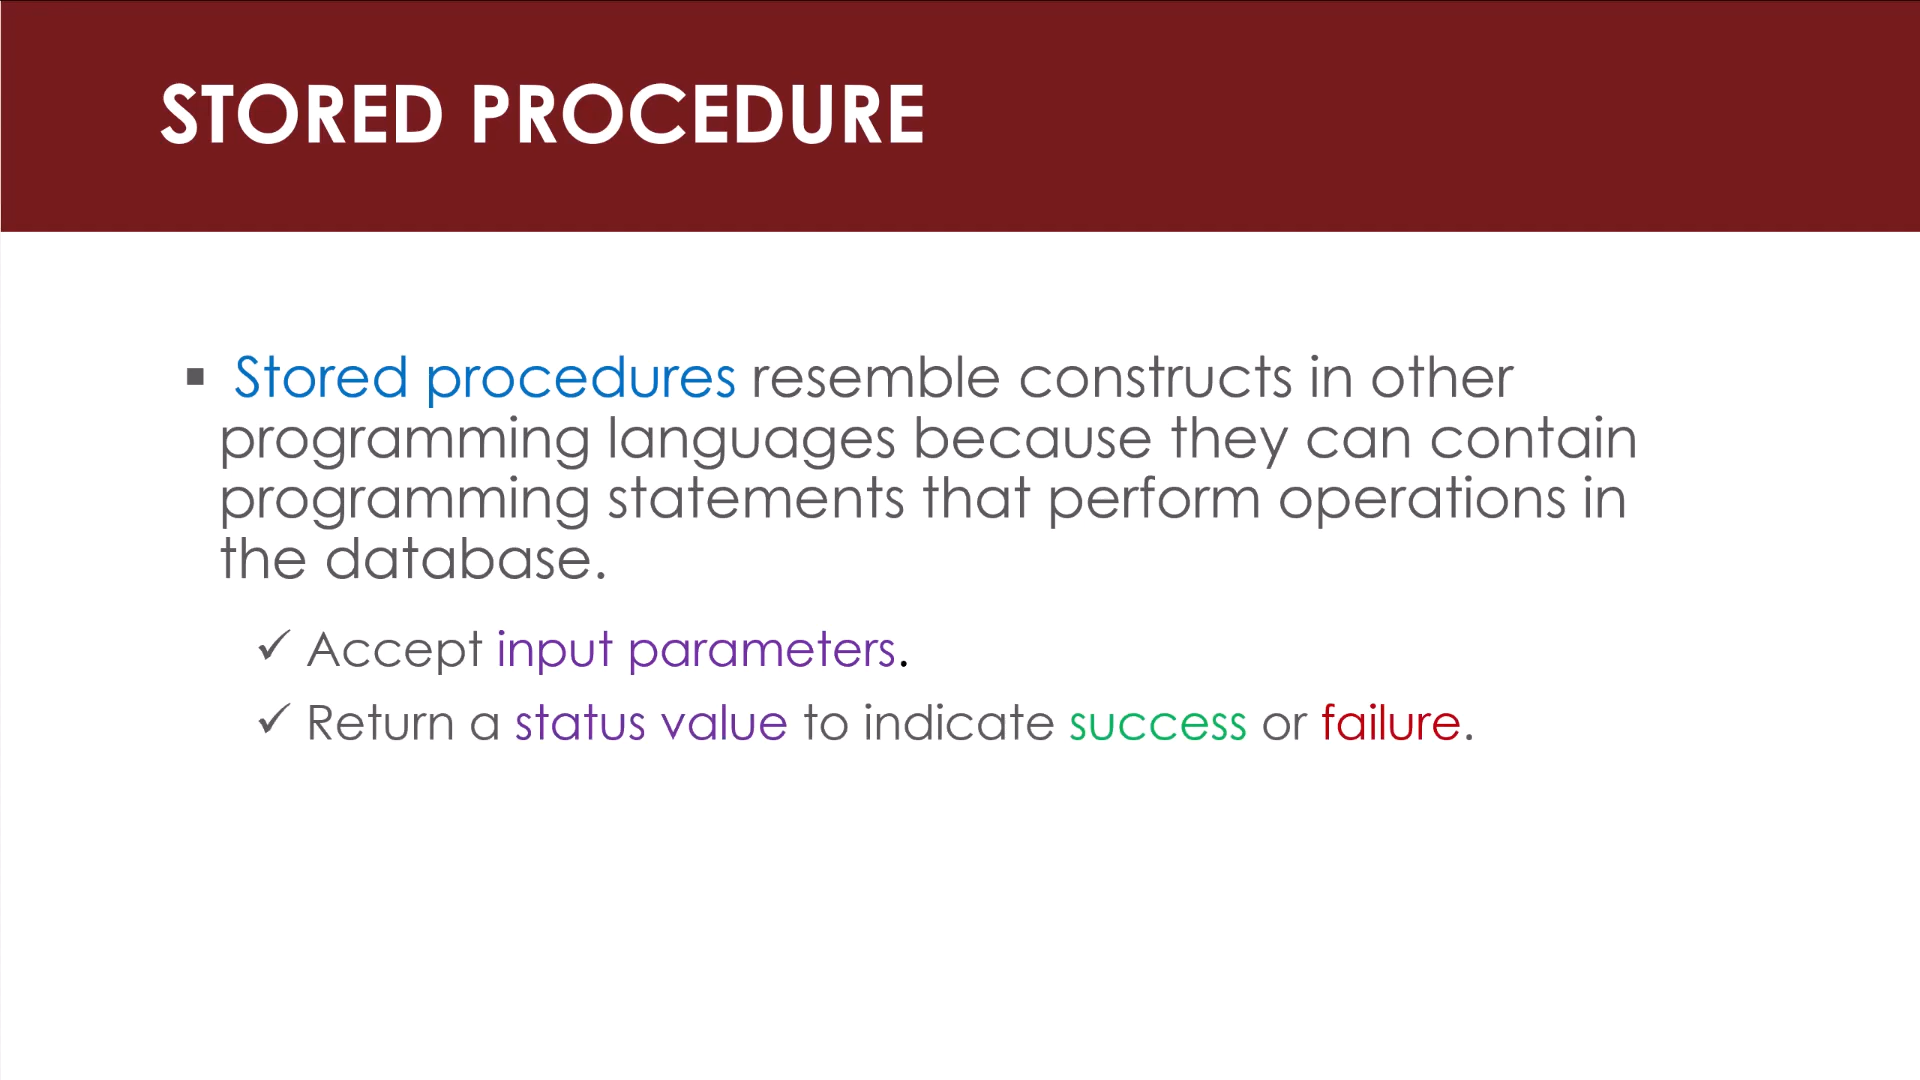 STORED PROCEDURE
▪ Stored procedures resemble constructs in other
programming languages because they can contain
programming statements that perform operations in
the database.
✓ Accept input parameters.
✓ Return a status value to indicate success or failure.